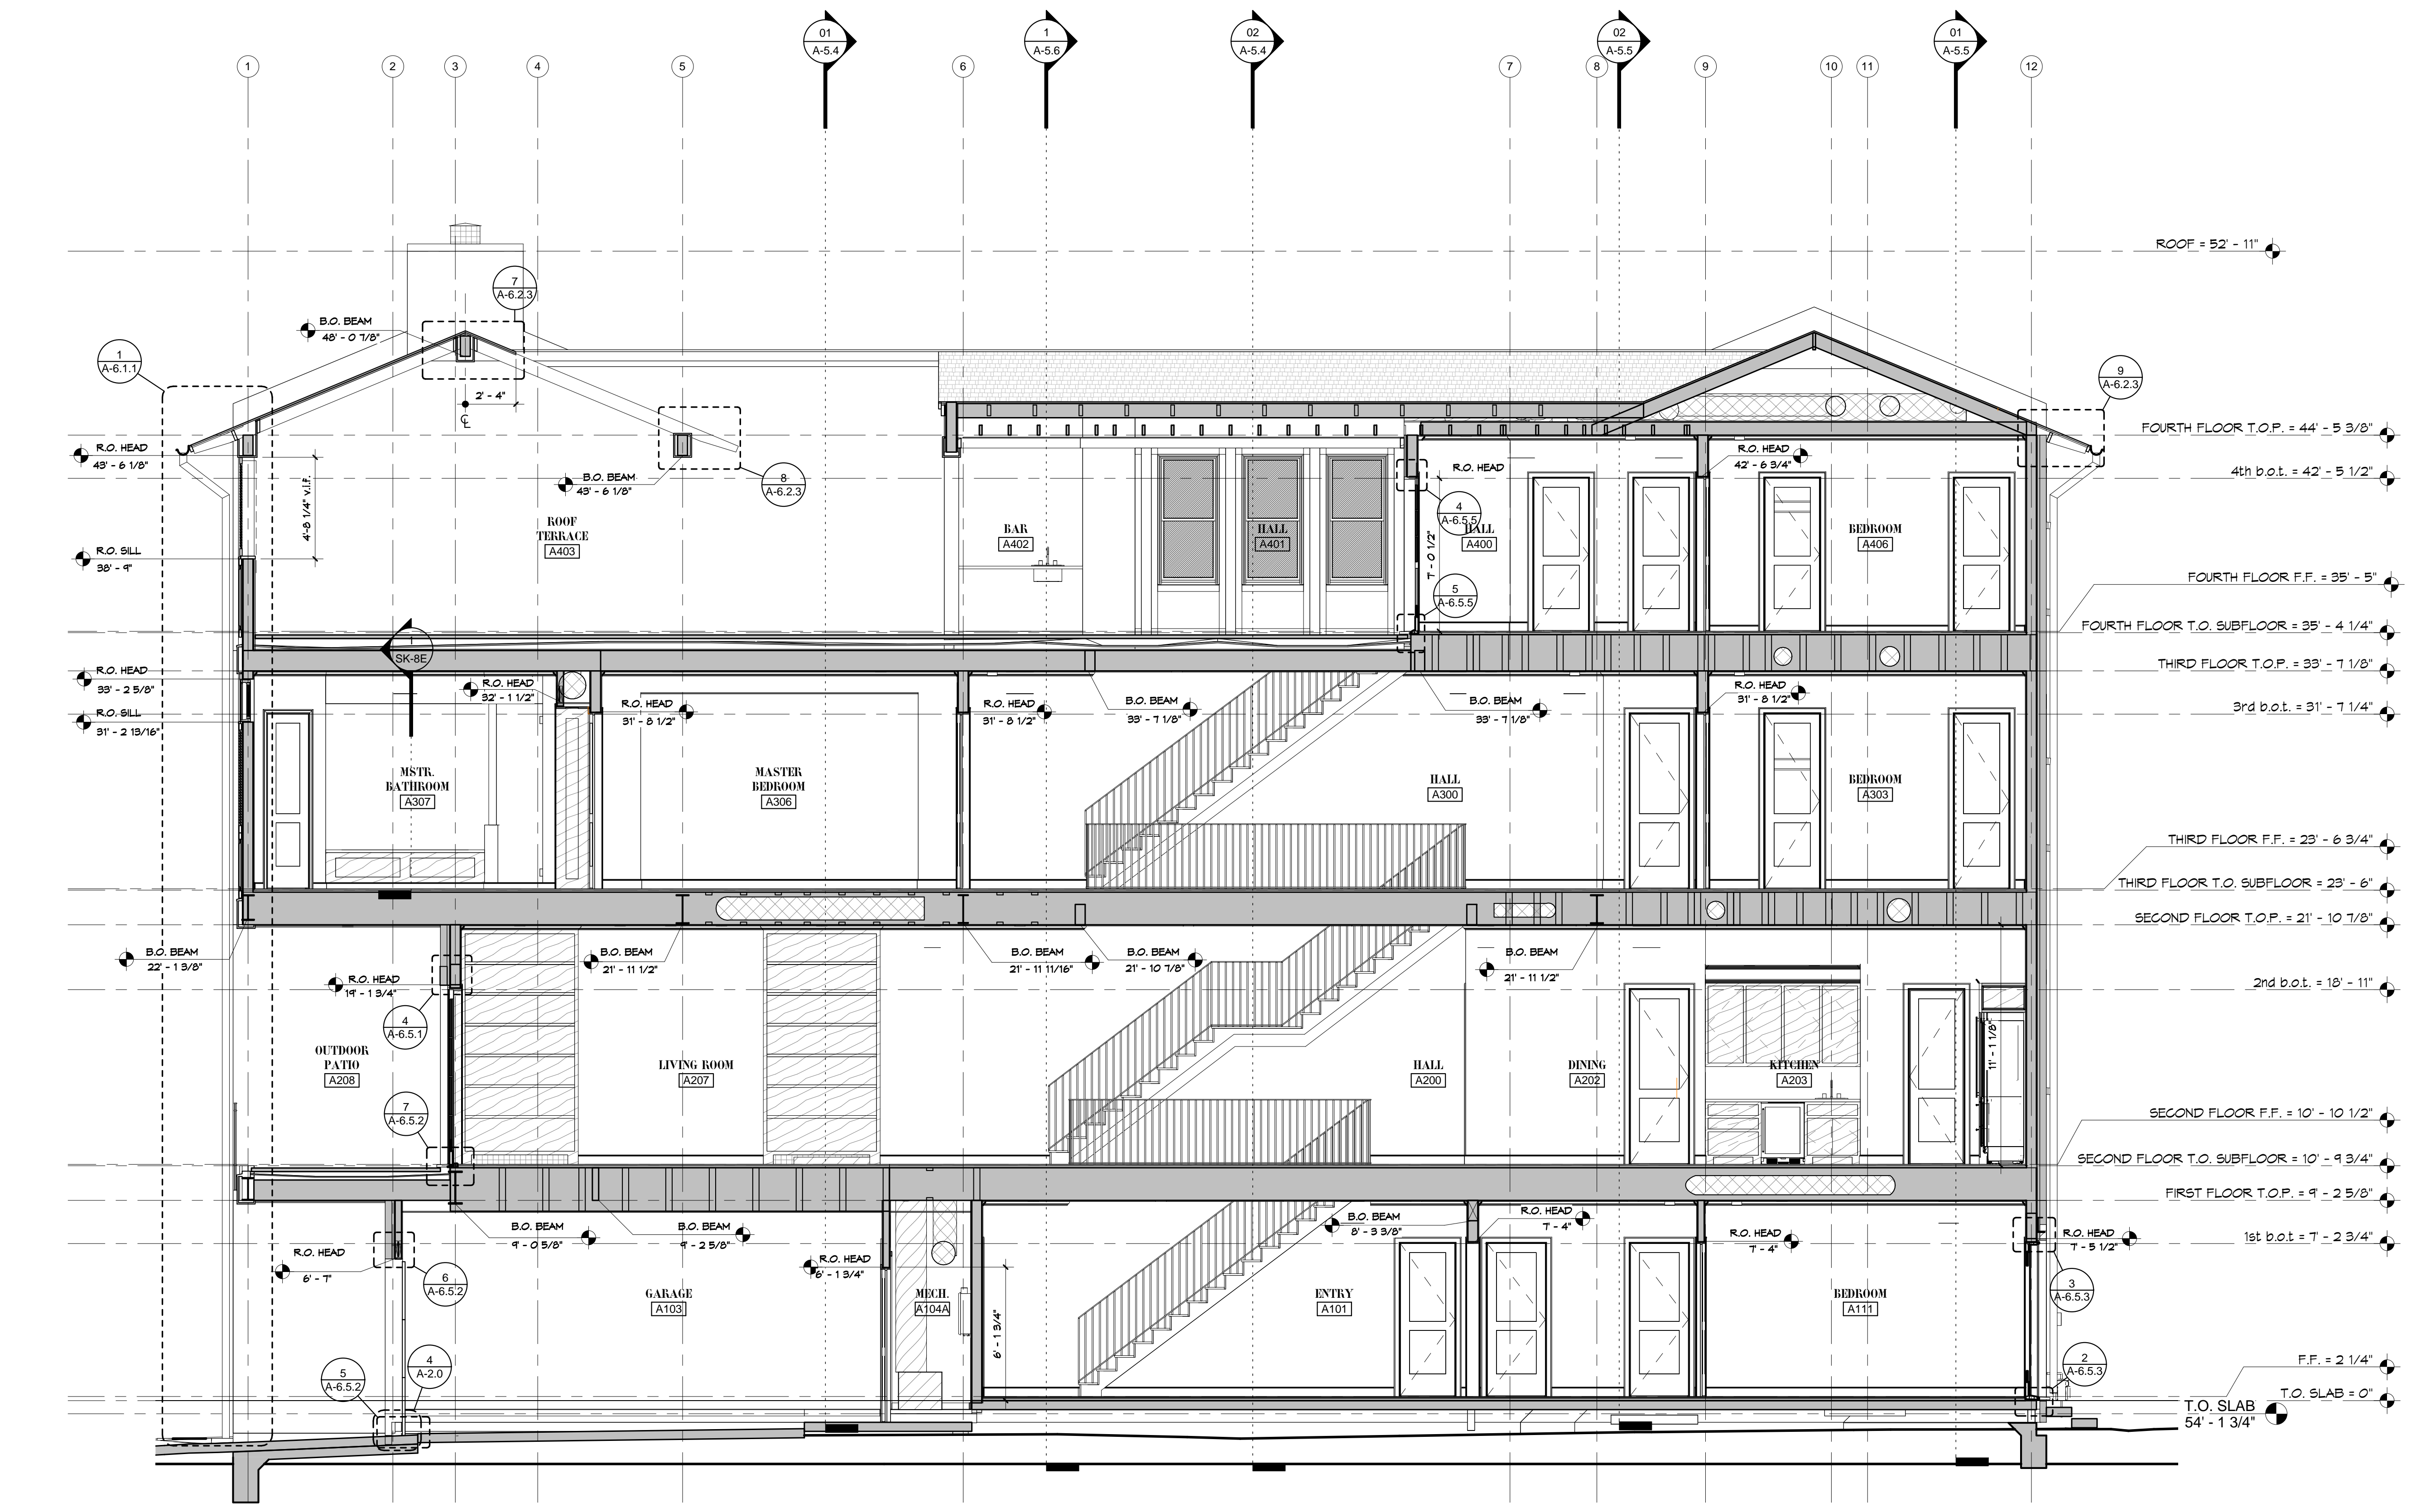 01
A-5.4
1
A-5.6
02
A-5.4
02
A-5.5
01
A-5.5
1
2
3
4
5
6
7
8
9
10
11
12
ROOF = 52' - 11"
7
A-6.2.3
B.O. BEAM
48' - 0 7/8"
1
A-6.1.1
9
A-6.2.3
2' - 4"
CL
FOURTH FLOOR T.O.P. = 44' - 5 3/8"
R.O. HEAD
43' - 6 1/8"
R.O. HEAD
42' - 6 3/4"
R.O. HEAD
4th b.o.t. = 42' - 5 1/2"
B.O. BEAM
43' - 6 1/8"
8
A-6.2.3
4'-8 1/4" v.i.f.
4
A-6.5.5
ROOF
TERRACE
A403
BAR
A402
HALL
A401
HALL
A400
BEDROOM
A406
7' - 0 1/2"
R.O. SILL
38' - 9"
5
A-6.5.5
FOURTH FLOOR F.F. = 35' - 5"
FOURTH FLOOR T.O. SUBFLOOR = 35' - 4 1/4"
1
SK-8E
THIRD FLOOR T.O.P. = 33' - 7 1/8"
R.O. HEAD
33' - 2 5/8"
R.O. HEAD
32' - 1 1/2"
R.O. HEAD
31' - 8 1/2"
R.O. HEAD
31' - 8 1/2"
B.O. BEAM
33' - 7 1/8"
B.O. BEAM
33' - 7 1/8"
R.O. HEAD
31' - 8 1/2"
3rd b.o.t. = 31' - 7 1/4"
R.O. SILL
31' - 2 13/16"
MSTR.
BATHROOM
A307
MASTER
BEDROOM
A306
HALL
A300
BEDROOM
A303
THIRD FLOOR F.F. = 23' - 6 3/4"
THIRD FLOOR T.O. SUBFLOOR = 23' - 6"
SECOND FLOOR T.O.P. = 21' - 10 7/8"
B.O. BEAM
22' - 1 3/8"
B.O. BEAM
21' - 11 1/2"
B.O. BEAM
21' - 11 11/16"
B.O. BEAM
21' - 10 7/8"
B.O. BEAM
21' - 11 1/2"
R.O. HEAD
19' - 1 3/4"
2nd b.o.t. = 18' - 11"
4
A-6.5.1
OUTDOOR
PATIO
A208
LIVING ROOM
A207
HALL
A200
DINING
A202
KITCHEN
A203
11' - 1 1/8"
7
A-6.5.2
SECOND FLOOR F.F. = 10' - 10 1/2"
SECOND FLOOR T.O. SUBFLOOR = 10' - 9 3/4"
FIRST FLOOR T.O.P. = 9' - 2 5/8"
B.O. BEAM
9' - 0 5/8"
B.O. BEAM
9' - 2 5/8"
B.O. BEAM
8' - 3 3/8"
R.O. HEAD
7' - 4"
R.O. HEAD
7' - 4"
R.O. HEAD
7' - 5 1/2"
1st b.o.t = 7' - 2 3/4"
R.O. HEAD
6' - 7"
6
A-6.5.2
R.O. HEAD
6' - 1 3/4"
3
A-6.5.3
GARAGE
A103
MECH.
A104A
ENTRY
A101
BEDROOM
A111
6' - 1 3/4"
5
A-6.5.2
4
A-2.0
2
A-6.5.3
F.F. = 2 1/4"
T.O. SLAB = 0"
T.O. SLAB
54' - 1 3/4"